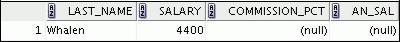 LAST_NAME SALARY COMMISSION_PCT AN_SAL
1 Whalen 4400 (null) (null)